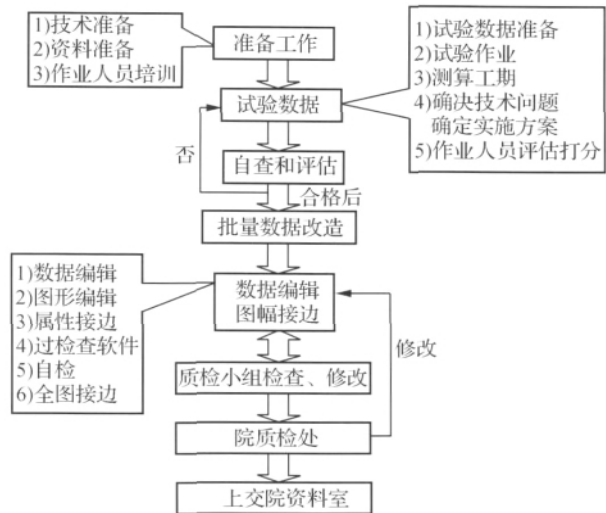 1)技术准备
2)资料准备
3)作业人员培训
准备工作
1)试验数据准备
2)试验作业
3)测算工期
4)确决技术问题
确定实施方案
5)作业人员评估打分
试验数据
否
自查和评估
合格后
批量数据改造
1)数据编辑
2)图形编辑
3)属性接边
4)过检查软件
5)自检
6)全图接边
数据编辑
图幅接边
修改
质检小组检查、修改
院质检处
上交院资料室